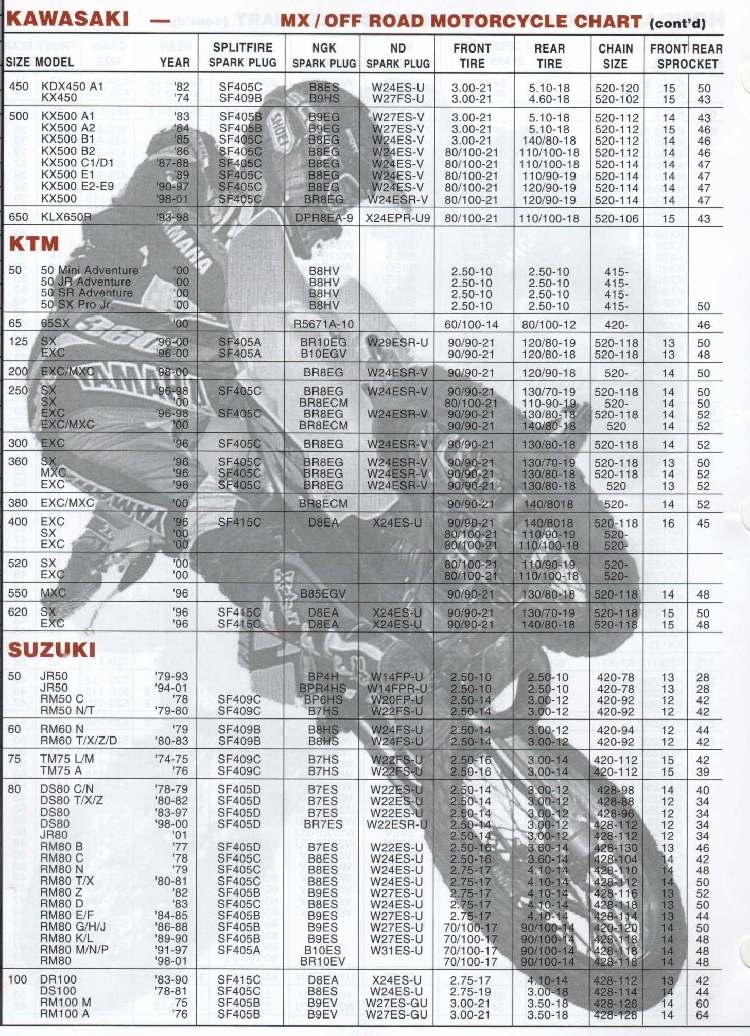 KAWASAKI — MX / OFF ROAD MOTORCYCLE CHART (cont'd)
SPLITFIRE NGK ND FRONT REAR CHAIN FRONT REAR
SIZE MODEL YEAR SPARK PLUG SPARK PLUG SPARK PLUG TIRE TIRE SIZE SPROCKET
450 KDX450 A1 '82 SF405C B8ES W24ES-U 3.00-21 5.10-18 520-120 15 50
KX450 '74 SF409B B9HS W27FS-U 3.00-21 4.60-18 520-102 15 43
500 KX500 A1 '83 SF405B B9EG W27ES-V 3.00-21 5.10-18 520-112 14 43
KX500 A2 '84 SF405B B9EG W27ES-V 3.00-21 5.10-18 520-112 15 46
KX500 B1 '85 SF405C B8EG W24ES-V 3.00-21 140/80-18 520-112 14 46
KX500 B2 '86 SF405C B8EG W24ES-V 80/100-21 110/100-18 520-112 14 46
KX500 C1/D1 '87-88 SF405C B8EG W24ES-V 80/100-21 110/100-18 520-114 14 47
KX500 E1 '89 SF405C B8EG W24ES-V 80/100-21 110/90-19 520-114 14 47
KX500 E2-E9 '90-97 SF405C B8EG W24ES-V 80/100-21 120/90-19 520-114 14 47
KX500 '98-01 SF405C BR8EG W24ESR-V 80/100-21 120/90-19 520-114 14 47
650 KLX650R '93-98 DPR8EA-9 X24EPR-U9 80/100-21 110/100-18 520-106 15 43
KTM
50 50 Mini Adventure '00 B8HV 2.50-10 2.50-10 415-
50 JR Adventure '00 B8HV 2.50-10 2.50-10 415-
50 SR Adventure '00 B8HV 2.50-10 2.50-10 415-
50 SX Pro Jr. '00 B8HV 2.50-10 2.50-10 415- 50
65 65SX '00 R5671A-10 60/100-14 80/100-12 420- 46
125 SX '96-00 SF405A BR10EG W29ESR-U 90/90-21 120/80-19 520-118 13 50
EXC '96-00 SF405A B10EGV 90/90-21 120/80-18 520-118 13 48
200 EXC/MXC '98-00 BR8EG W24ESR-V 90/90-21 120/90-18 520- 14 50
250 SX '96-98 SF405C BR8EG W24ESR-V 90/90-21 130/70-19 520-118 14 50
SX '00 BR8ECM 80/100-21 110-90-19 520- 14 50
EXC '96-98 SF405C BR8EG W24ESR-V 90/90-21 130/80-18 520-118 14 52
EXC/MXC '00 BR8ECM 90/90-21 140/80-18 520 14 52
300 EXC '96 SF405C BR8EG W24ESR-V 90/90-21 130/80-18 520-118 14 52
360 SX '96 SF405C BR8EG W24ESR-V 90/90-21 130/70-19 520-118 13 50
MXC '96 SF405C BR8EG W24ESR-V 90/90-21 130/80-18 520-118 14 52
EXC '96 SF405C BR8EG W24ESR-V 90/90-21 130/80-18 520 13 52
380 EXC/MXC '00 BR8ECM 90/90-21 140/8018 520- 14 52
400 EXC '96 SF415C D8EA X24ES-U 90/90-21 140/8018 520-118 16 45
SX '00 80/100-21 110/90-19 520-
EXC '00 80/100-21 110/100-18 520-
520 SX '00 80/100-21 110/90-19 520-
EXC '00 80/100-21 110/100-18 520-
550 MXC '96 B85EGV 90/90-21 130/80-18 520-118 14 48
620 SX '96 SF415C D8EA X24ES-U 90/90-21 130/70-19 520-118 15 50
EXC '96 SF415C D8EA X24ES-U 90/90-21 140/80-18 520-118 15 48
SUZUKI
50 JR50 '79-93 BP4H W14FP-U 2.50-10 2.50-10 420-78 13 28
JR50 '94-01 BPR4HS W14FPR-U 2.50-10 2.50-10 420-78 13 28
RM50 C '78 SF409C BP6HS W20FP-U 2.50-14 3.00-12 420-92 12 42
RM50 N/T '79-80 SF409C B7HS W22FS-U 2.50-14 3.00-12 420-92 12 42
60 RM60 N '79 SF409B B8HS W24FS-U 2.50-14 3.00-12 420-94 12 44
RM60 T/X/Z/D '80-83 SF409B B8HS W24FS-U 2.50-14 3.00-12 420-92 12 42
75 TM75 L/M '74-75 SF409C B7HS W22FS-U 2.50-16 3.00-14 420-112 15 42
TM75 A '76 SF409C B7HS W22FS-U 2.50-16 3.00-14 420-112 15 39
80 DS80 C/N '78-79 SF405D B7ES W22ES-U 2.50-14 3.00-12 428-98 14 40
DS80 T/X/Z '80-82 SF405D B7ES W22ES-U 2.50-14 3.00-12 428-88 12 34
DS80 '83-97 SF405D B7ES W22ES-U 2.50-14 3.00-12 428-96 12 34
DS80 '98-00 SF405D BR7ES W22ESR-U 2.50-14 3.00-12 428-112 12 34
JR80 '01 2.50-14 3.00-12 428-112 12 34
RM80 B '77 SF405D B7ES W22ES-U 2.50-16 3.60-14 428-130 13 46
RM80 C '78 SF405C B8ES W24ES-U 2.50-16 3.60-14 428-104 14 42
RM80 N '79 SF405C B8ES W24ES-U 2.75-17 4.10-14 428-110 14 48
RM80 T/X '80-81 SF405C B8ES W24ES-U 2.75-17 4.10-14 428-112 14 50
RM80 Z '82 SF405B B9ES W27ES-U 2.75-17 4.10-14 428-116 13 52
RM80 D '83 SF405C B8ES W24ES-U 2.75-17 4.10-14 428-118 13 50
RM80 E/F '84-85 SF405B B9ES W27ES-U 2.75-17 4.10-14 428-114 13 44
RM80 G/H/J '86-88 SF405B B9ES W27ES-U 70/100-17 90/100-14 420-120 14 50
RM80 K/L '89-90 SF405B B9ES W27ES-U 70/100-17 90/100-14 428-118 14 48
RM80 M/N/P '91-97 SF405A B10ES W31ES-U 70/100-17 90/100-14 428-118 14 48
RM80 '98-01 BR10EV 70/100-17 90/100-14 428-118 14 48
100 DR100 '83-90 SF415C D8EA X24ES-U 2.75-17 4.10-14 428-112 13 42
DS100 '78-81 SF405C B8ES W24ES-U 2.75-19 3.00-18 428-114 14 44
RM100 M 75 SF405B B9EV W27ES-GU 3.00-21 3.50-18 428-126 14 60
RM100 A '76 SF405B B9EV W27ES-GU 3.00-21 3.50-18 428-128 14 64